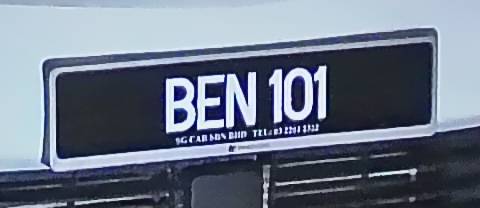 BEN 101
SG CAR SDN BHD TEL: